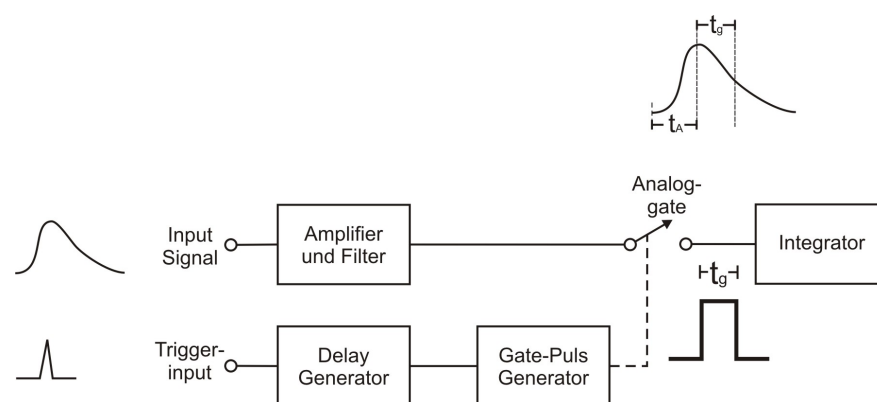 tg
tA
Analog-
gate
Input
Signal
Amplifier
und Filter
Integrator
tg
Trigger-
input
Delay
Generator
Gate-Puls
Generator